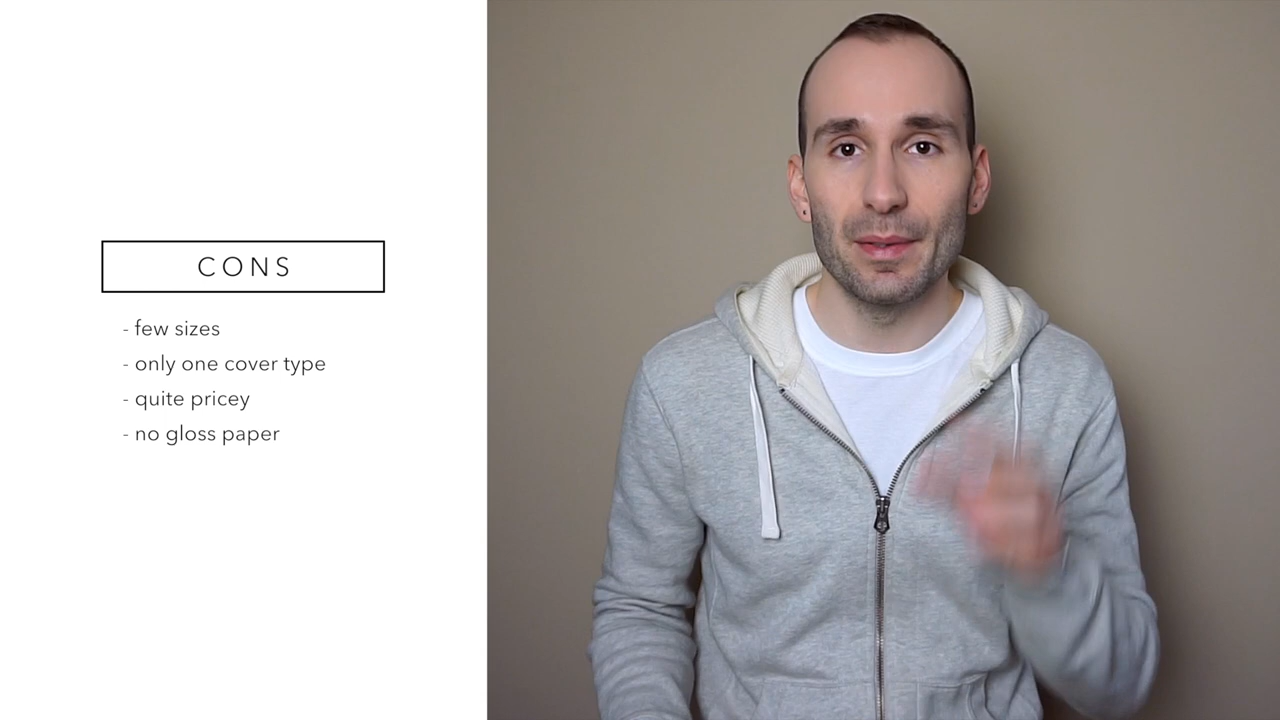 CONS
- few sizes
- only one cover type
- quite pricey
- no gloss paper